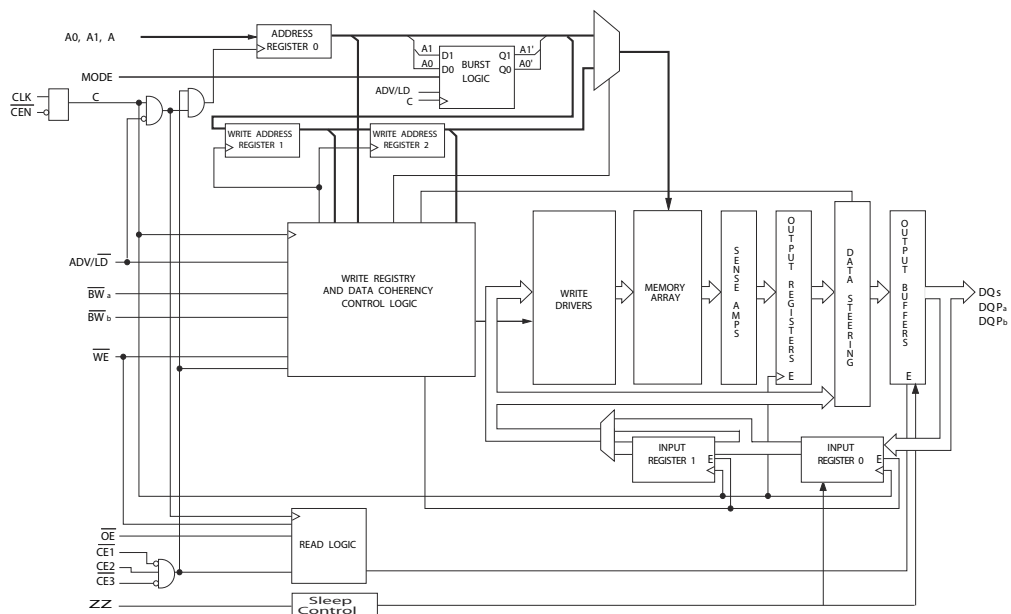 A0, A1, A
ADDRESS
REGISTER 0
A1
A0
D1
D0
BURST
LOGIC
Q1
Q0
A1'
A0'
MODE
ADV/LD
C
CLK
CEN
C
WRITE ADDRESS
REGISTER 1
WRITE ADDRESS
REGISTER 2
ADV/LD
BW a
BW b
WE
WRITE REGISTRY
AND DATA COHERENCY
CONTROL LOGIC
WRITE
DRIVERS
MEMORY
ARRAY
SENSE AMPS
OUTPUT REGISTERS
E
DATA STEERING
OUTPUT BUFFERS
E
DQs
DQPa
DQPb
INPUT
REGISTER 1
E
INPUT
REGISTER 0
E
OE
CE1
CE2
CE3
READ LOGIC
ZZ
Sleep
Control